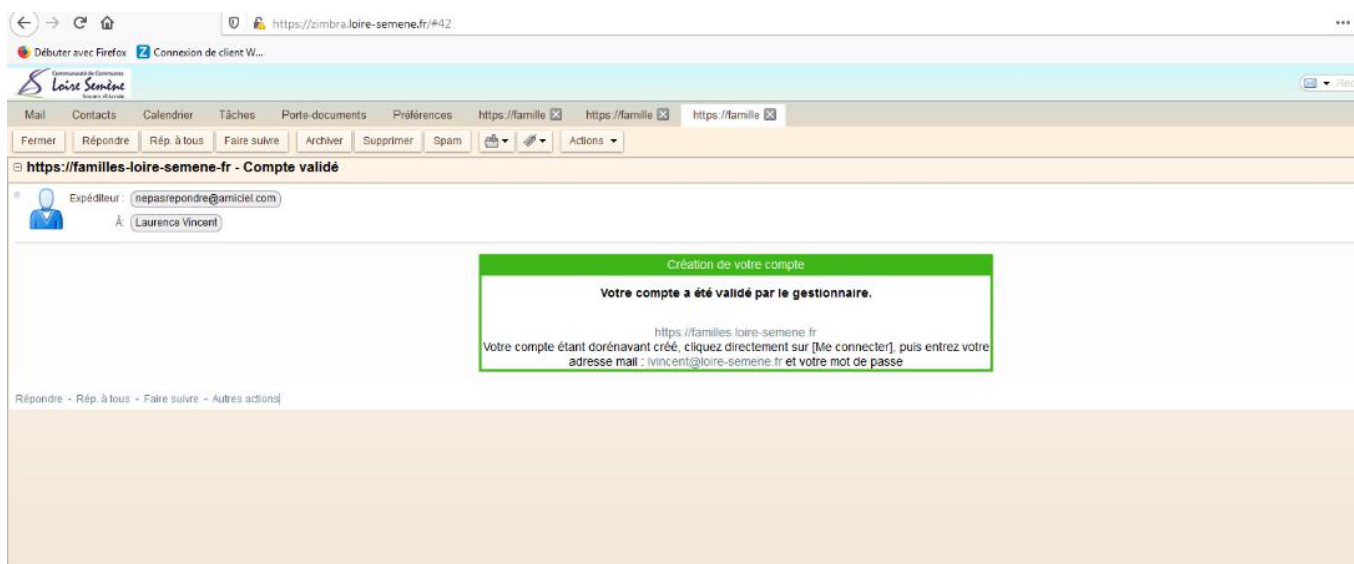 https://zimbra.loire-semene.fr/#42
Débuter avec Firefox Connexion de client W...
Communauté de Communes
Loire Semène
Mail Contacts Calendrier Tâches Porte-documents Préférences https://famille https://famille https://famille
Fermer Répondre Rép. à tous Faire suivre Archiver Supprimer Spam Actions
https://familles-loire-semene-fr - Compte validé
Expéditeur : nepasrepondre@amiciel.com
À: Laurence Vincent
Création de votre compte
Votre compte a été validé par le gestionnaire.
https://familles.loire-semene.fr
Votre compte étant dorénavant créé, cliquez directement sur [Me connecter], puis entrez votre
adresse mail : lvincent@loire-semene.fr et votre mot de passe
Répondre - Rép. à tous - Faire suivre - Autres actions